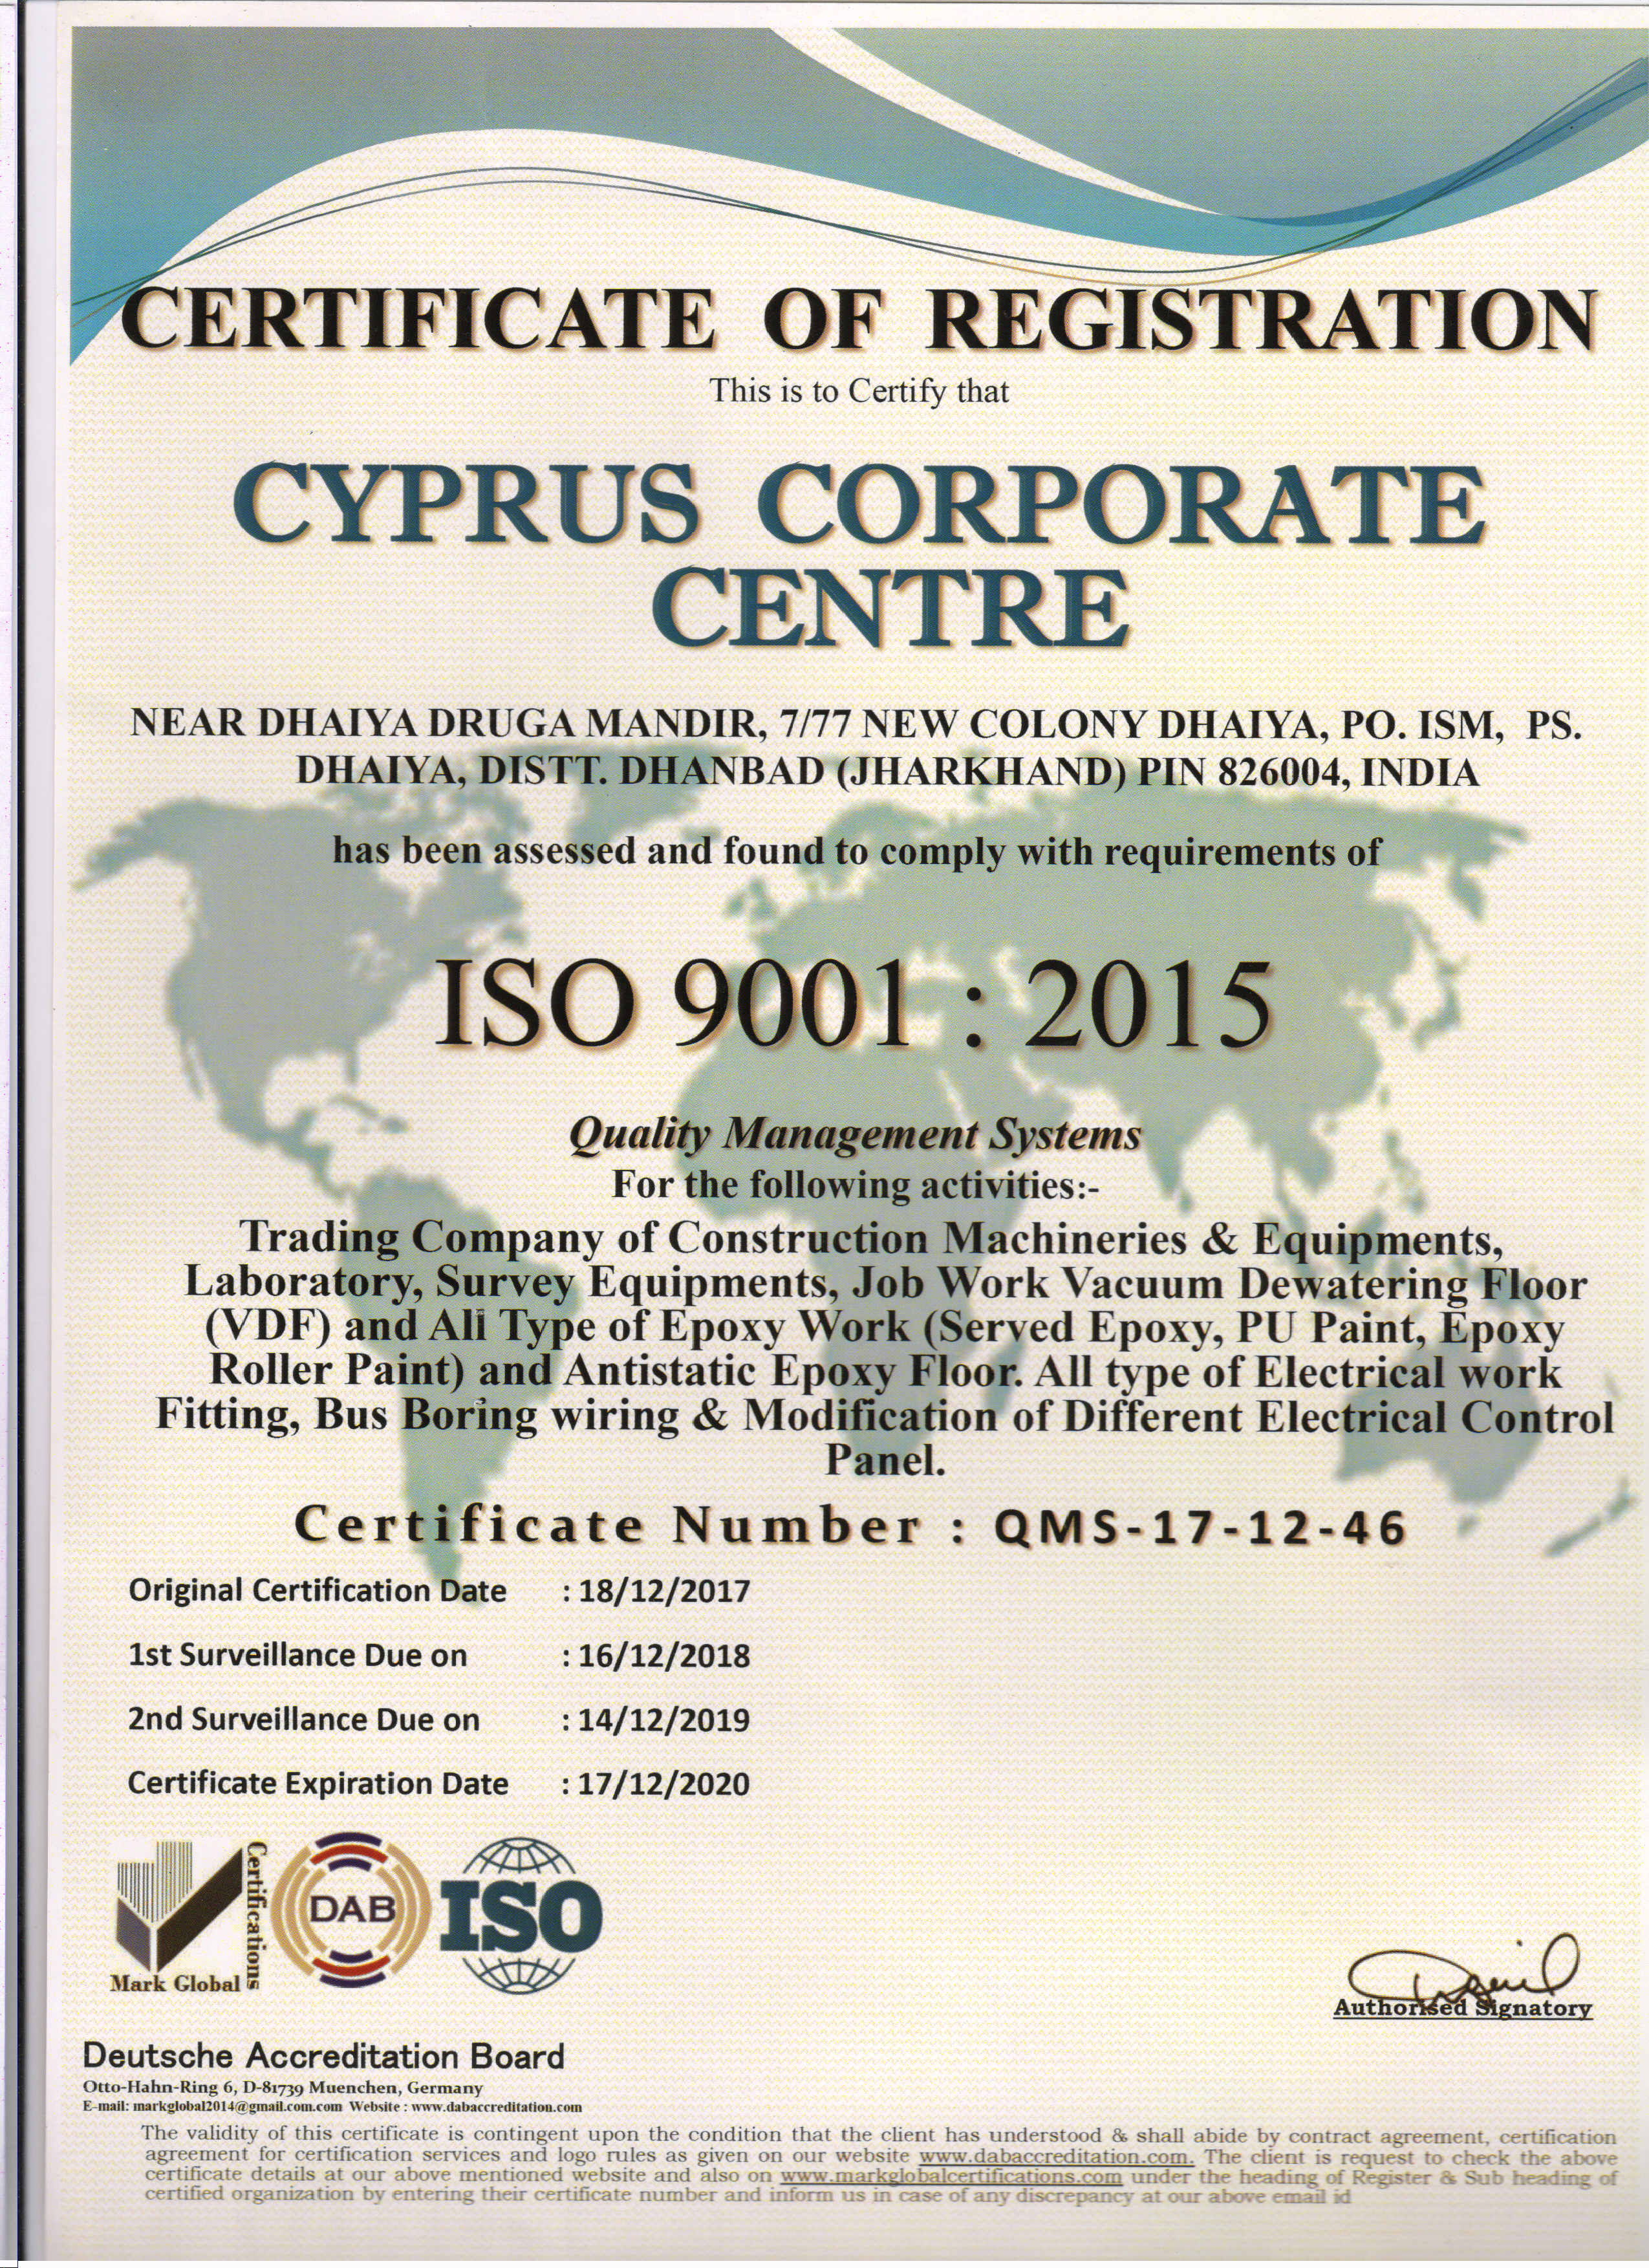 CERTIFICATE OF REGISTRATION
This is to Certify that
CYPRUS CORPORATE
CENTRE
NEAR DHAIYA DRUGA MANDIR, 7/77 NEW COLONY DHAIYA, PO. ISM, PS.
DHAIYA, DISTT. DHANBAD (JHARKHAND) PIN 826004, INDIA
has been assessed and found to comply with requirements of
ISO 9001 : 2015
Quality Management Systems
For the following activities:-
Trading Company of Construction Machineries & Equipments,
Laboratory, Survey Equipments, Job Work Vacuum Dewatering Floor
(VDF) and All Type of Epoxy Work (Served Epoxy, PU Paint, Epoxy
Roller Paint) and Antistatic Epoxy Floor. All type of Electrical work
Fitting, Bus Boring wiring & Modification of Different Electrical Control
Panel.
Certificate Number : QMS-17-12-46
Original Certification Date : 18/12/2017
1st Surveillance Due on : 16/12/2018
2nd Surveillance Due on : 14/12/2019
Certificate Expiration Date : 17/12/2020
Mark Global Certifications
DAB
ISO
Authorised Signatory
Deutsche Accreditation Board
Otto-Hahn-Ring 6, D-81739 Muenchen, Germany
E-mail: markglobal2014@gmail.com.com Website : www.dabaccreditation.com
The validity of this certificate is contingent upon the condition that the client has understood & shall abide by contract agreement, certification
agreement for certification services and logo rules as given on our website www.dabaccreditation.com. The client is request to check the above
certificate details at our above mentioned website and also on www.markglobalcertifications.com under the heading of Register & Sub heading of
certified organization by entering their certificate number and inform us in case of any discrepancy at our above email id